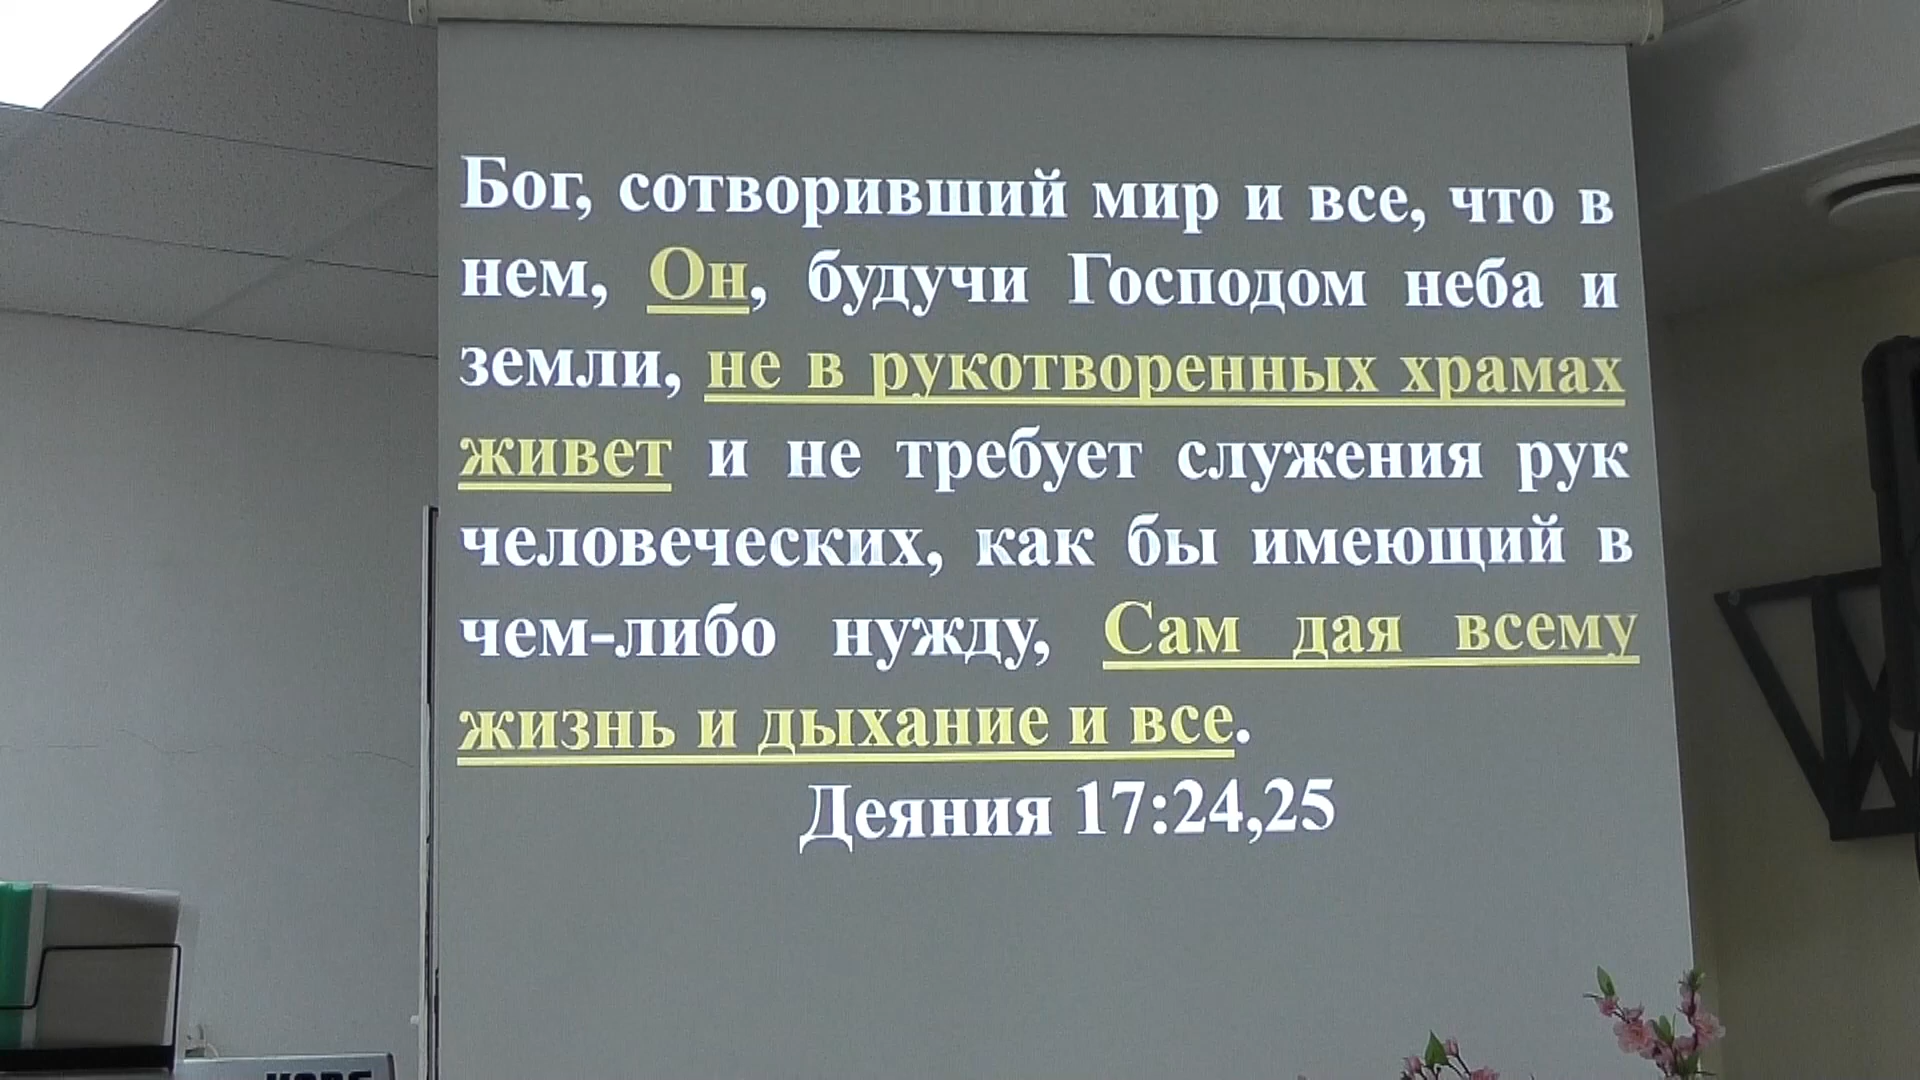 Бог, сотворивший мир и все, что в
нем, Он, будучи Господом неба и
земли, не в рукотворенных храмах
живет и не требует служения рук
человеческих, как бы имеющий в
чем-либо нужду, Сам дая всему
жизнь и дыхание и все.
Деяния 17:24,25